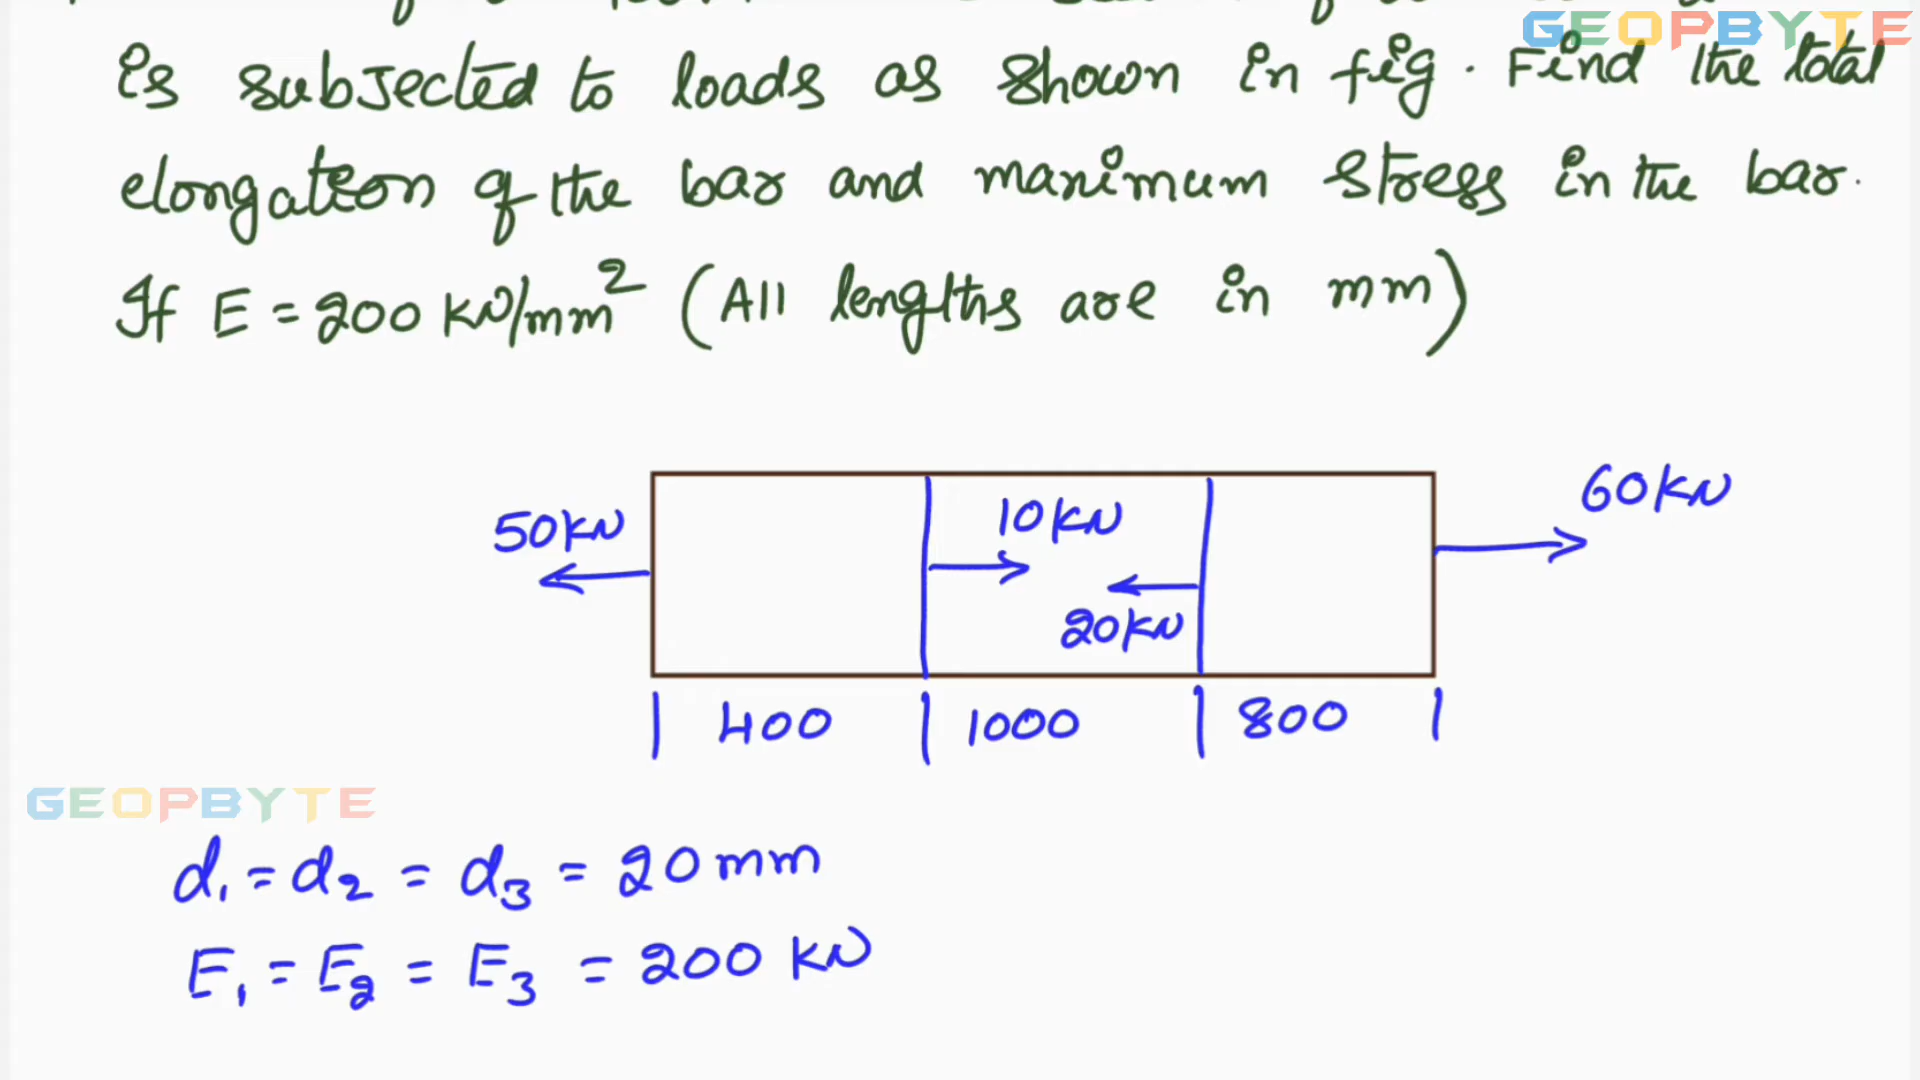 GEOPBYTE
is subjected to loads as shown in fig. Find the total
elongation of the bar and maximum stress in the bar.
If E = 200 kN/mm² (All lengths are in mm)
60kN
50kN
10kN
20kN
400 1000 800
GEOPBYTE
d₁ = d₂ = d₃ = 20 mm
E₁ = E₂ = E₃ = 200 kN